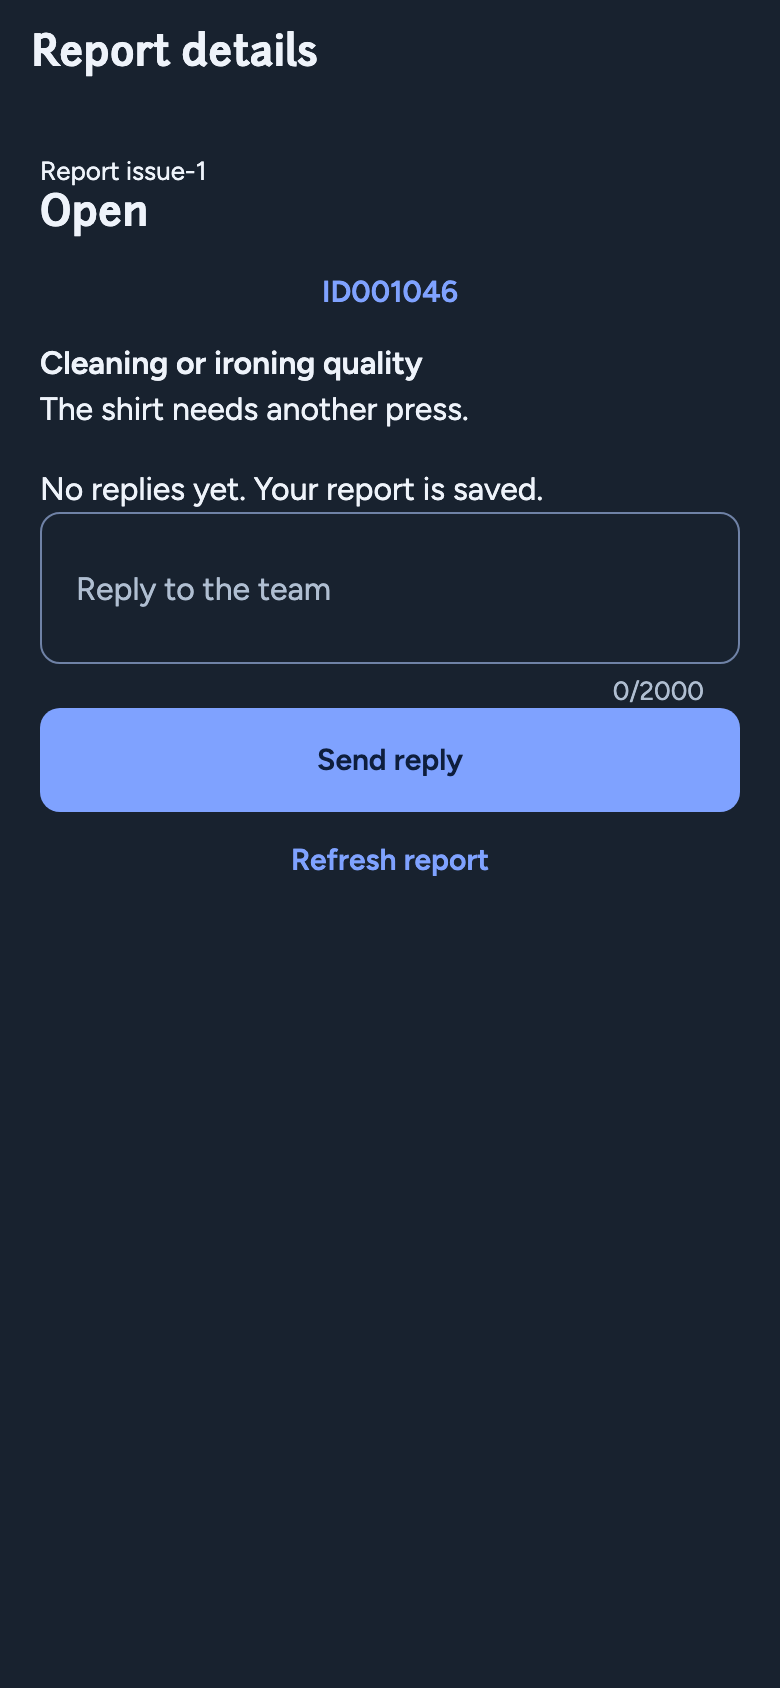 Report details
Report issue-1
Open
ID001046
Cleaning or ironing quality
The shirt needs another press.
No replies yet. Your report is saved.
Reply to the team
0/2000
Send reply
Refresh report